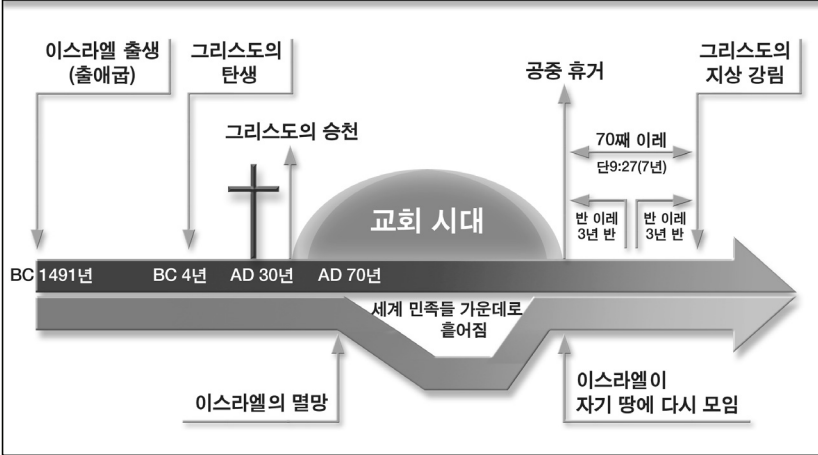 이스라엘 출생
(출애굽)
그리스도의
탄생
그리스도의 승천
공중 휴거
그리스도의
지상 강림
70째 이레
단9:27(7년)
반 이레
3년 반
반 이레
3년 반
교회 시대
BC 1491년
BC 4년
AD 30년
AD 70년
세계 민족들 가운데로
흩어짐
이스라엘의 멸망
이스라엘이
자기 땅에 다시 모임